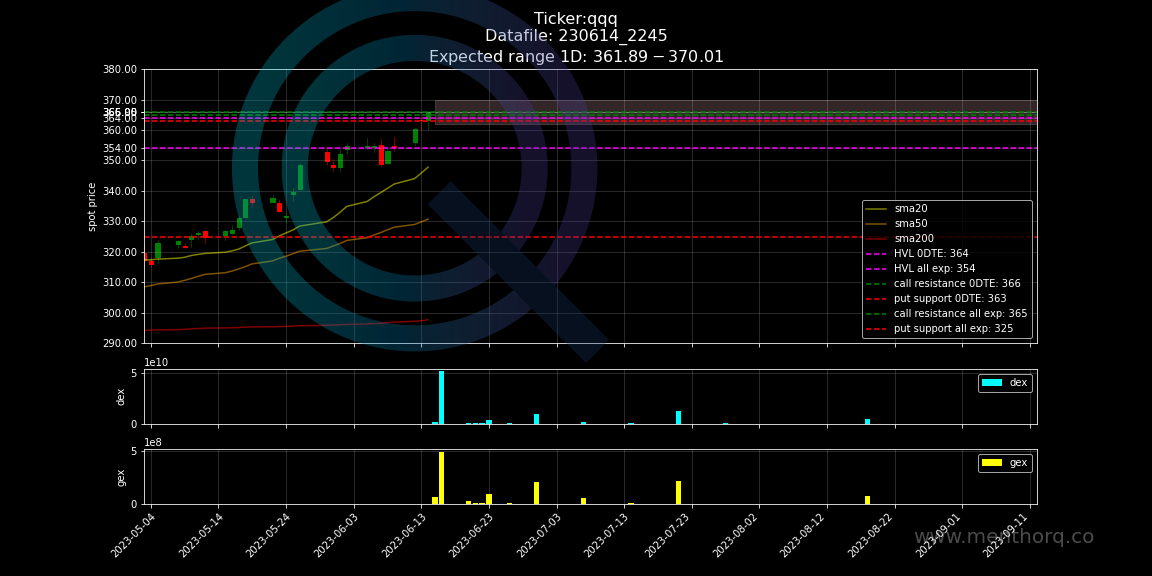 Ticker:qqq
Datafile: 230614_2245
Expected range 1D: 361.89 − 370.01
380.00
370.00
364.00
360.00
354.00
350.00
340.00
330.00
320.00
310.00
300.00
290.00
spot price
sma20
sma50
sma200
HVL 0DTE: 364
HVL all exp: 354
call resistance 0DTE: 366
put support 0DTE: 363
call resistance all exp: 365
put support all exp: 325
1e10
5
0
dex
dex
1e8
5
0
gex
gex
2023-05-04
2023-05-14
2023-05-24
2023-06-03
2023-06-13
2023-06-23
2023-07-03
2023-07-13
2023-07-23
2023-08-02
2023-08-12
2023-08-22
2023-09-01
2023-09-11
www.menthorq.co